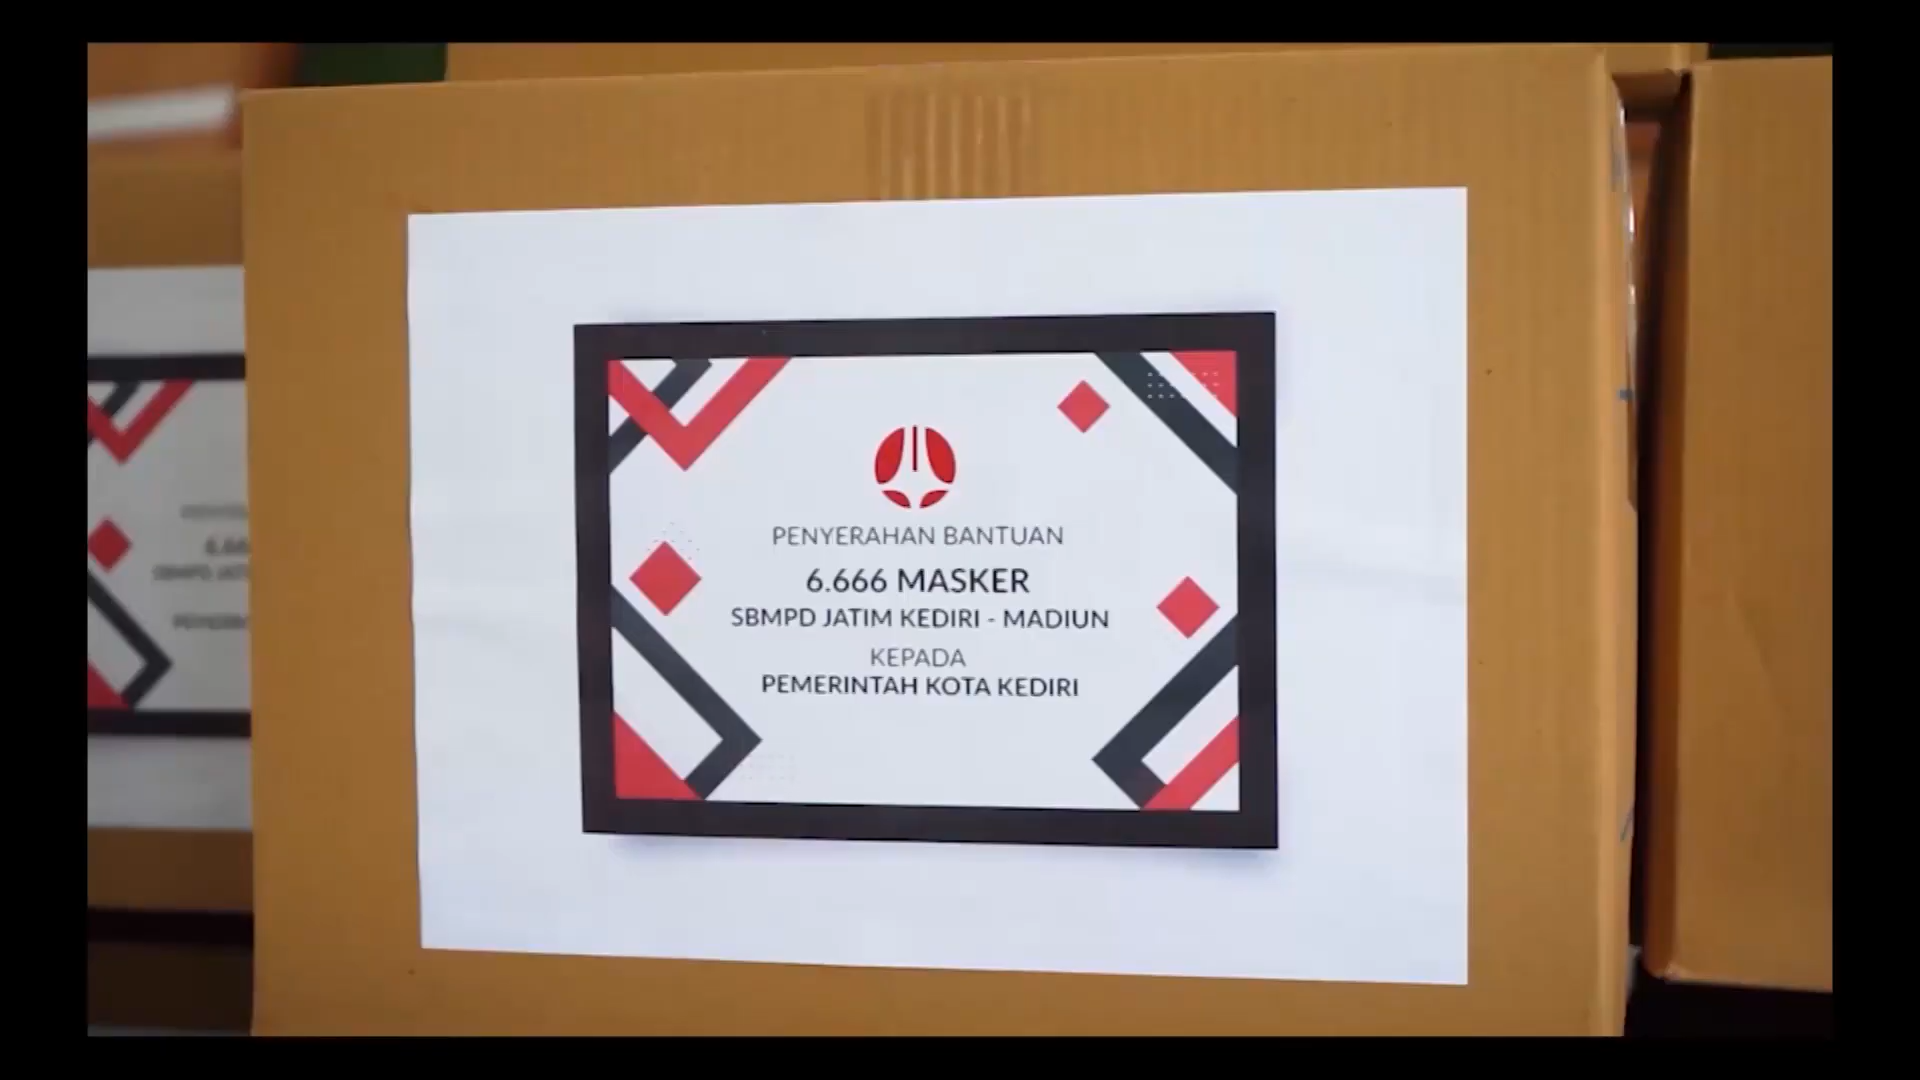 PENYERAHAN BANTUAN
6.666 MASKER
SBMPD JATIM KEDIRI - MADIUN
KEPADA
PEMERINTAH KOTA KEDIRI